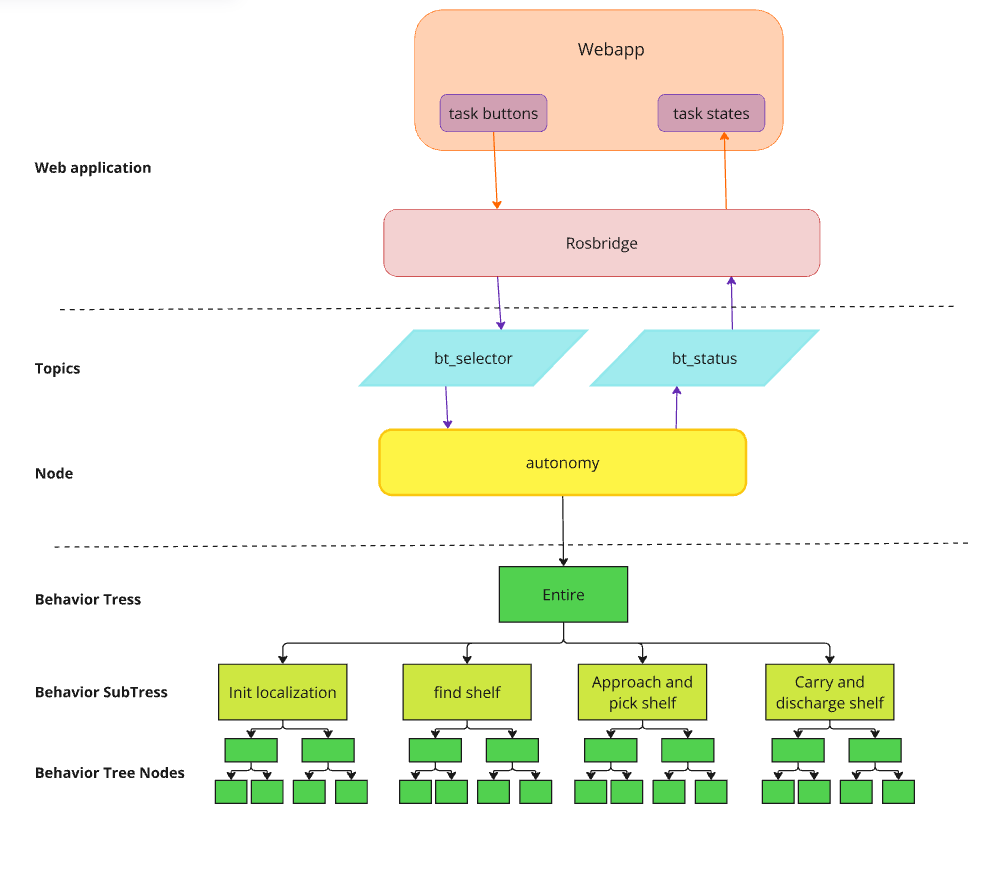 Webapp
task buttons
task states
Web application
Rosbridge
Topics
bt_selector
bt_status
Node
autonomy
Behavior Tress
Entire
Behavior SubTress
Init localization
find shelf
Approach and
pick shelf
Carry and
discharge shelf
Behavior Tree Nodes